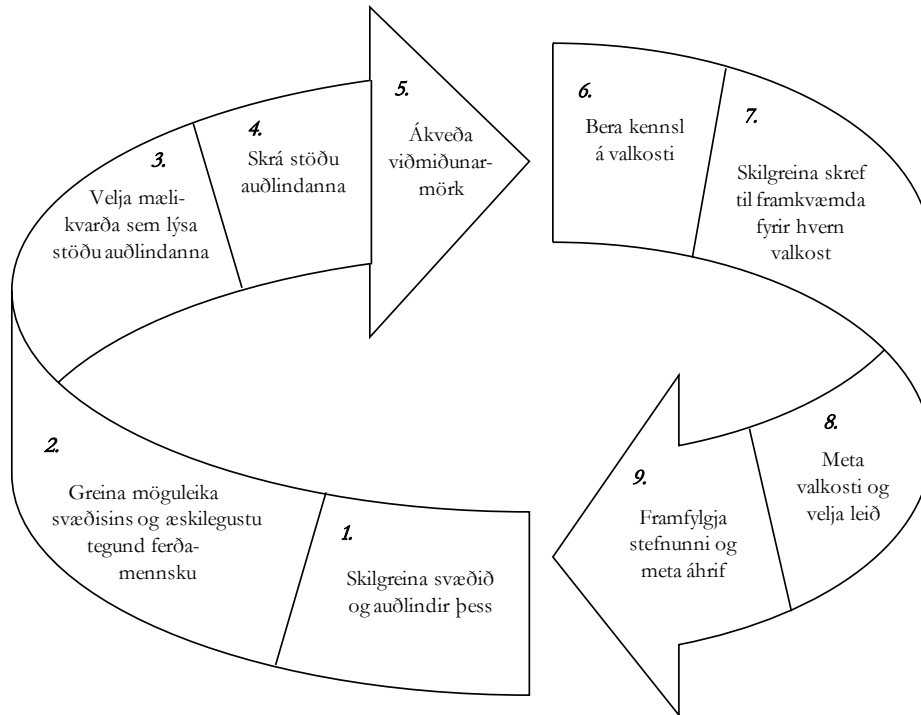 1.
Skilgreina svæðið
og auðlindir þess
2.
Greina möguleika
svæðisins og æskilegustu
tegund ferða-
mennsku
3.
Velja mæli-
kvarða sem lýsa
stöðu auðlindanna
4.
Skrá stöðu
auðlindanna
5.
Ákveða
viðmiðunar-
mörk
6.
Bera kennsl
á valkosti
7.
Skilgreina skref
til framkvæmda
fyrir hvern
valkost
8.
Meta
valkosti og
velja leið
9.
Framfylgja
stefnunni og
meta áhrif